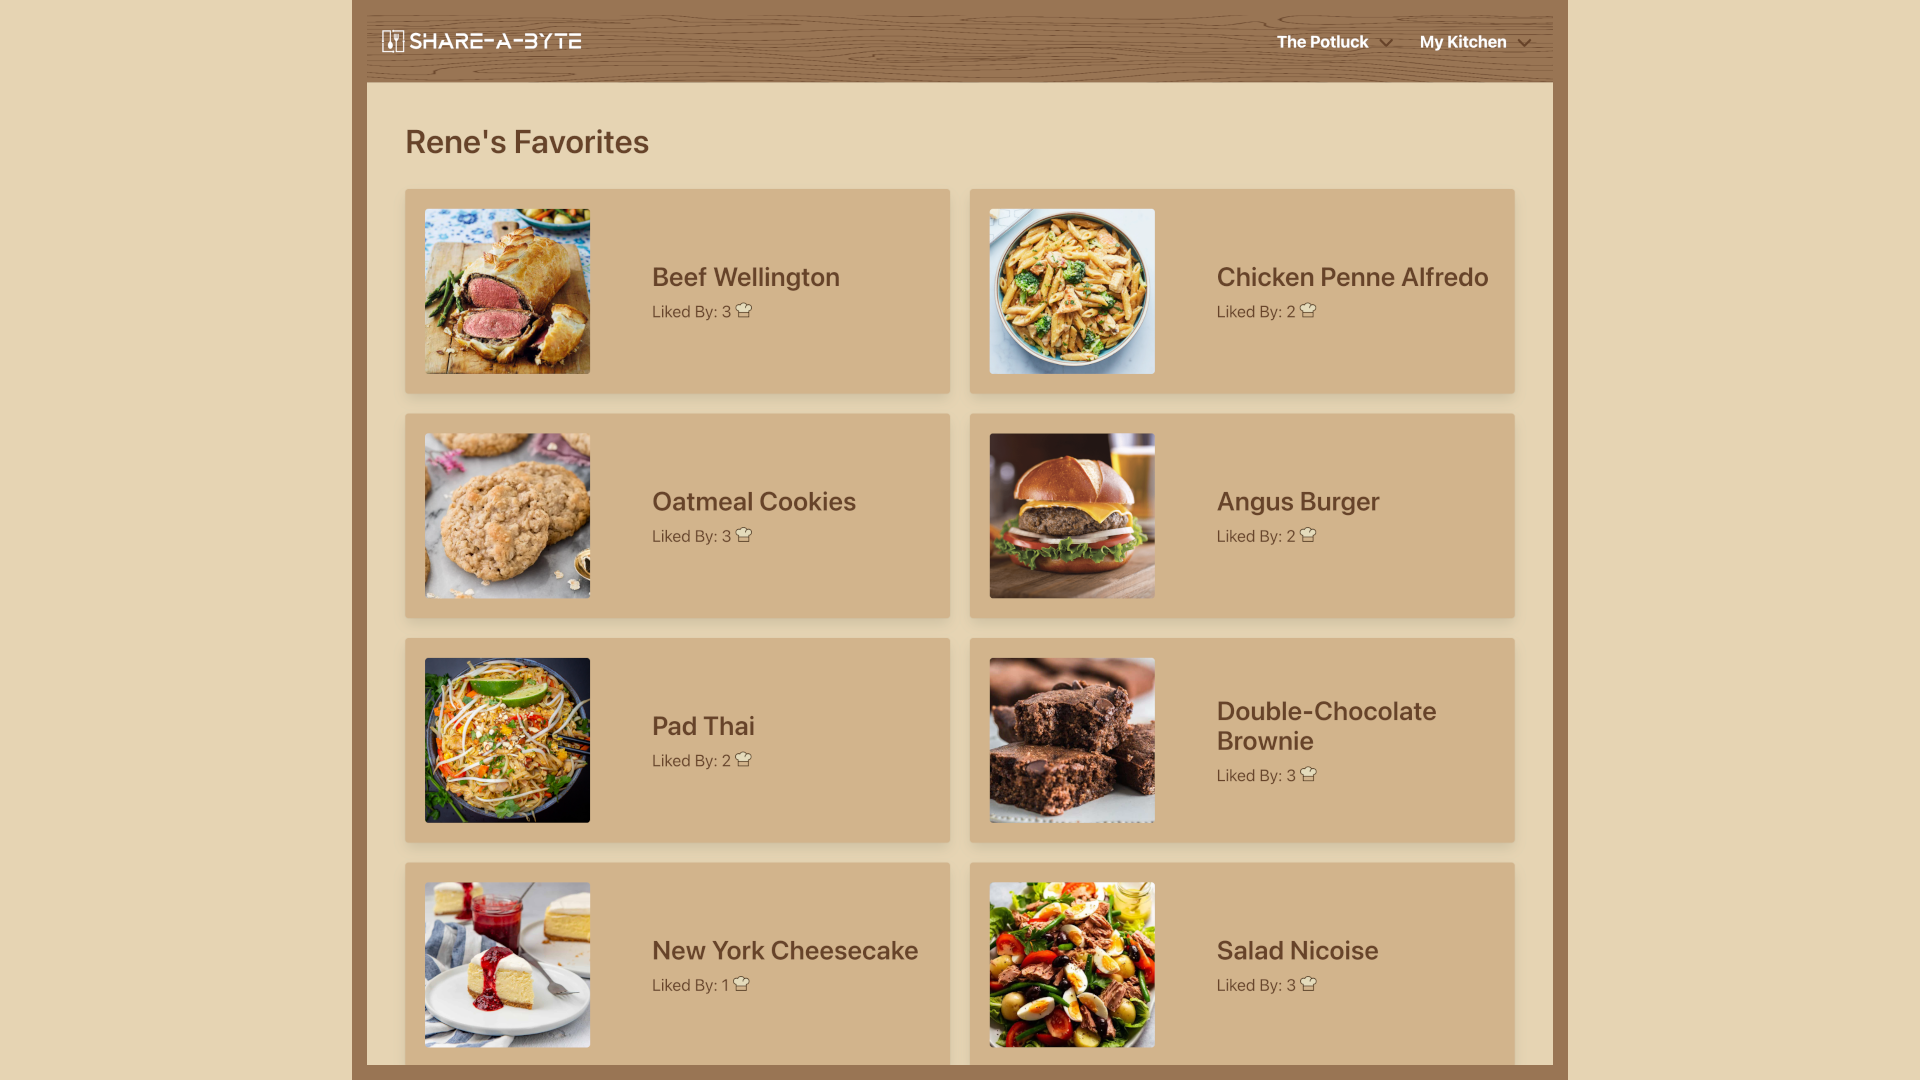 SHARE-A-BYTE
The Potluck
My Kitchen
Rene's Favorites
Beef Wellington
Liked By: 3
Chicken Penne Alfredo
Liked By: 2
Oatmeal Cookies
Liked By: 3
Angus Burger
Liked By: 2
Pad Thai
Liked By: 2
Double-Chocolate
Brownie
Liked By: 3
New York Cheesecake
Liked By: 1
Salad Nicoise
Liked By: 3